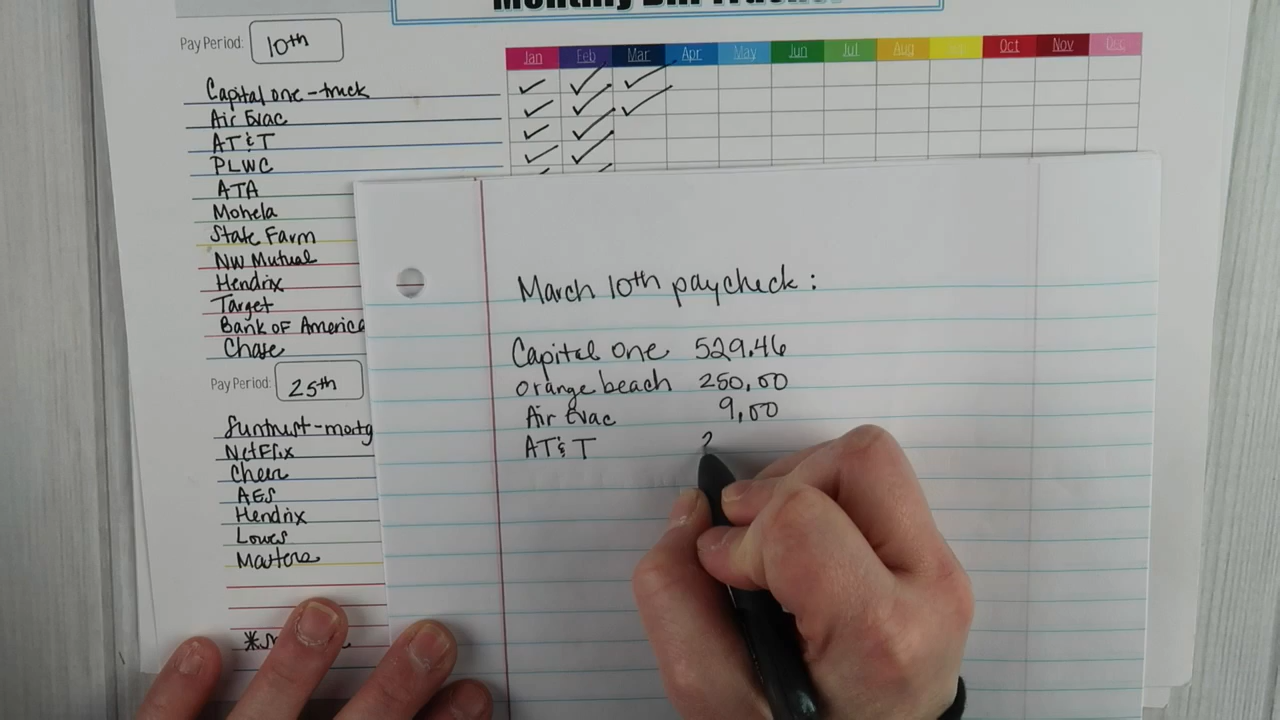 Monthly Bill Tracker
Pay Period: 10th
Jan Feb Mar Apr May Jun Jul Aug Sep Oct Nov Dec
Capital one - truck
Air Evac
AT&T
PLWC
ATA
Mohela
State Farm
NW Mutual
Hendrix
Target
Bank of America
Chase
Pay Period: 25th
Suntrust - mortg
Netflix
Cheer
AES
Hendrix
Lowes
March 10th paycheck:
Capital One 529.46
Orange beach 250.00
Air Evac 9.00
AT&T